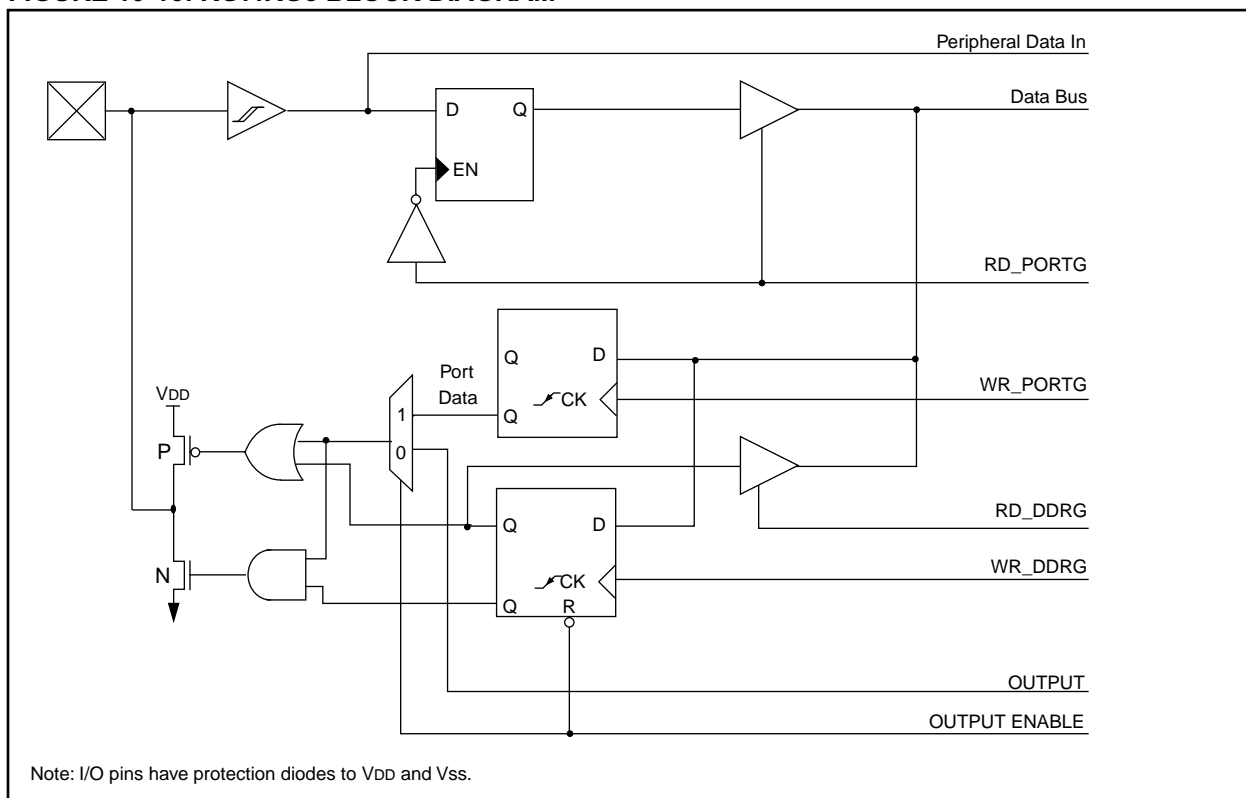 Peripheral Data In
Data Bus
D
Q
EN
RD_PORTG
Q
D
Port
Data
WR_PORTG
CK
VDD
1
Q
P
0
RD_DDRG
Q
D
WR_DDRG
N
CK
Q
R
OUTPUT
OUTPUT ENABLE
Note: I/O pins have protection diodes to VDD and Vss.